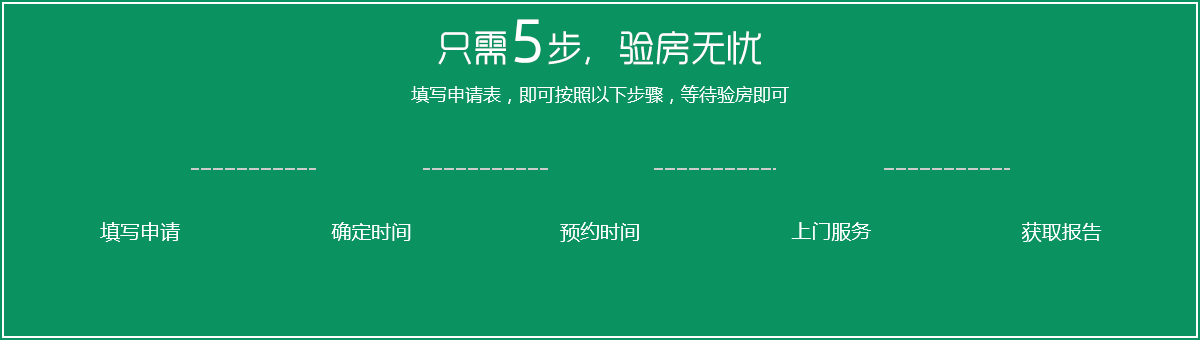 只需5步，验房无忧
填写申请表，即可按照以下步骤，等待验房即可
填写申请 确定时间 预约时间 上门服务 获取报告